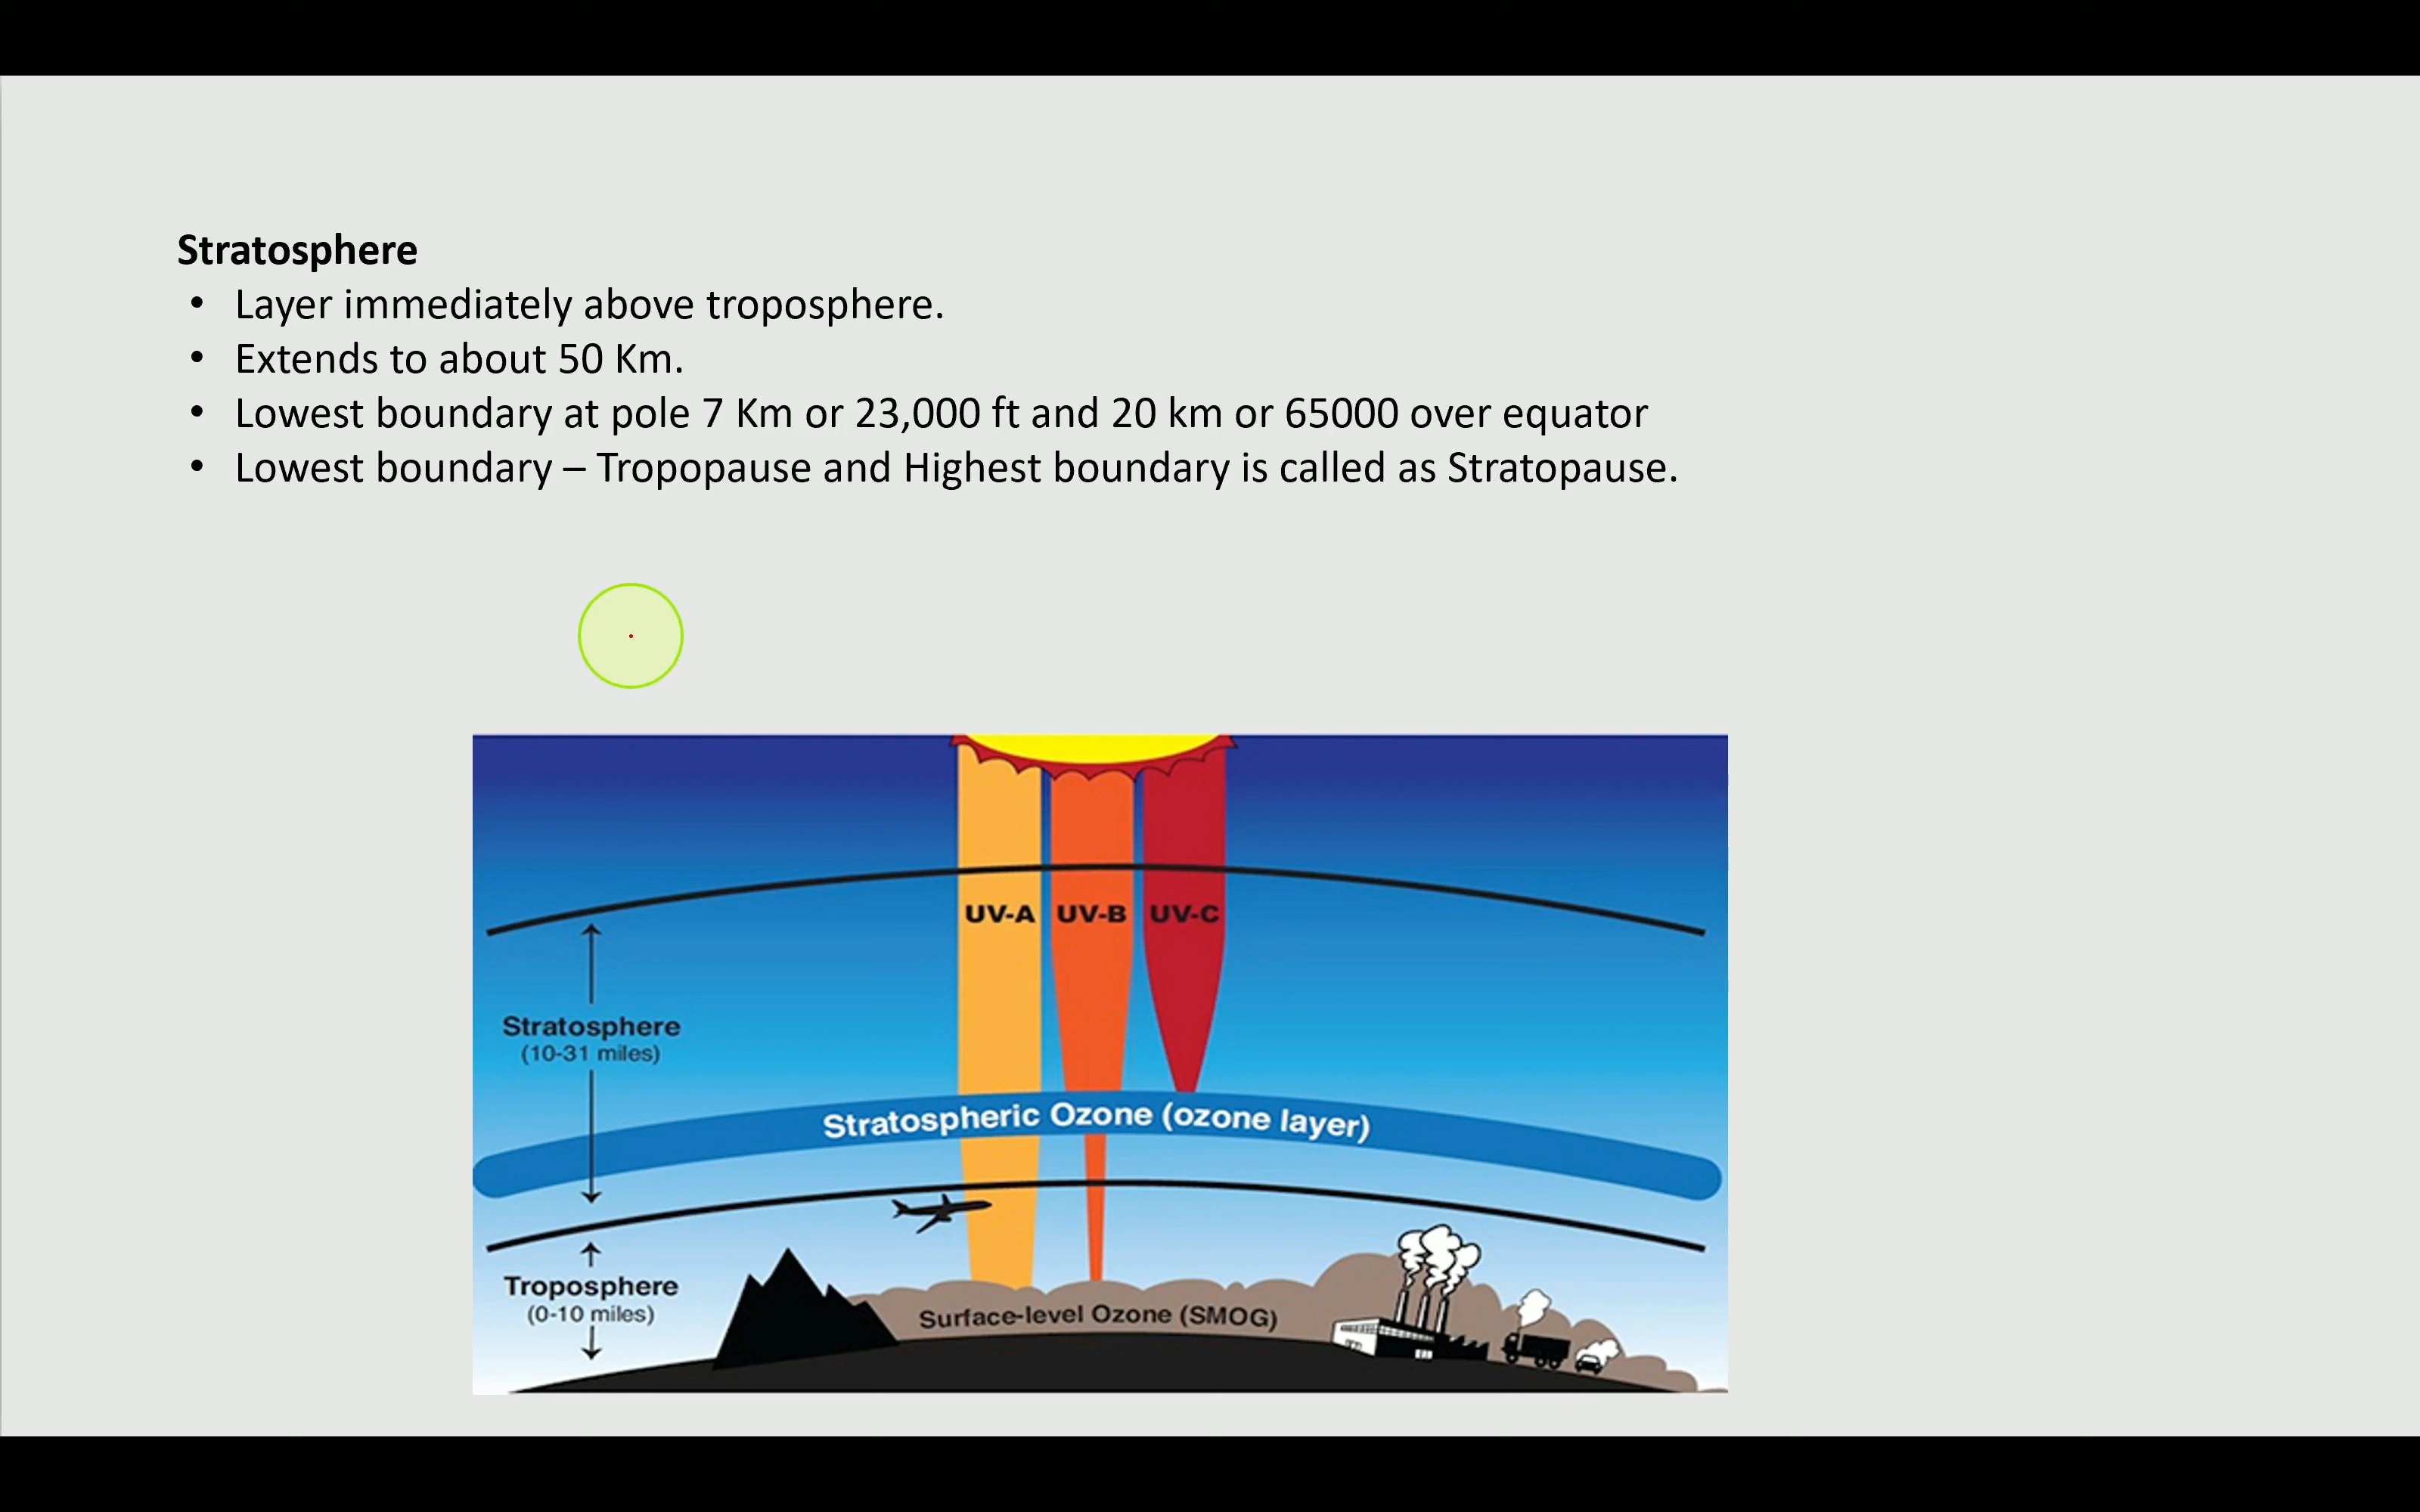 Stratosphere
• Layer immediately above troposphere.
• Extends to about 50 Km.
• Lowest boundary at pole 7 Km or 23,000 ft and 20 km or 65000 over equator
• Lowest boundary – Tropopause and Highest boundary is called as Stratopause.
UV-A UV-B UV-C
Stratosphere
(10-31 miles)
Stratospheric Ozone (ozone layer)
Troposphere
(0-10 miles)
Surface-level Ozone (SMOG)